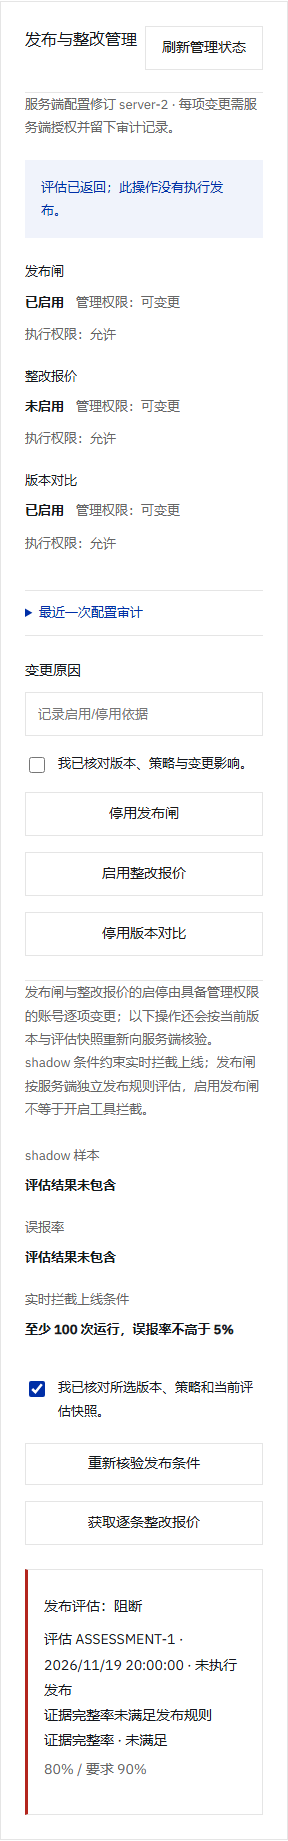 发布与整改管理
刷新管理状态
服务端配置修订 server-2 · 每项变更需服
务端授权并留下审计记录。
评估已返回；此操作没有执行发
布。
发布闸
已启用 管理权限：可变更
执行权限：允许
整改报价
未启用 管理权限：可变更
执行权限：允许
版本对比
已启用 管理权限：可变更
执行权限：允许
最近一次配置审计
变更原因
记录启用/停用依据
我已核对版本、策略与变更影响。
停用发布闸
启用整改报价
停用版本对比
发布闸与整改报价的启停由具备管理权限
的账号逐项变更；以下操作还会按当前版
本与评估快照重新向服务端核验。
shadow 条件约束实时拦截上线；发布闸
按服务端独立发布规则评估，启用发布闸
不等于开启工具拦截。
shadow 样本
评估结果未包含
误报率
评估结果未包含
实时拦截上线条件
至少 100 次运行，误报率不高于 5%
我已核对所选版本、策略和当前评
估快照。
重新核验发布条件
获取逐条整改报价
发布评估：阻断
评估 ASSESSMENT-1 ·
2026/11/19 20:00:00 · 未执行
发布
证据完整率未满足发布规则
证据完整率 · 未满足
80% / 要求 90%